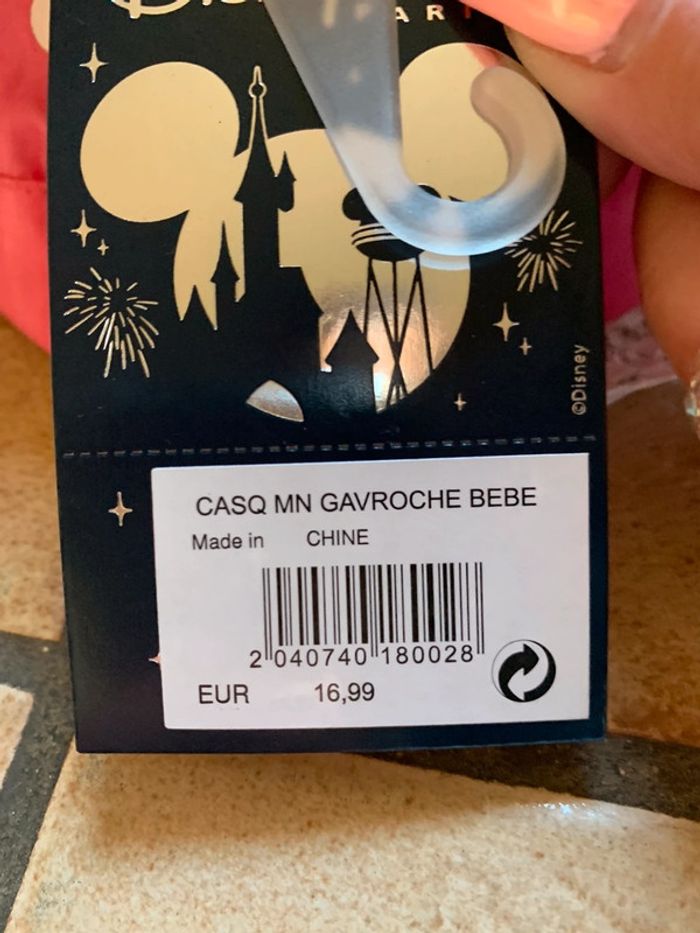 ©Disney
CASQ MN GAVROCHE BEBE
Made in CHINE
2 040740 180028
EUR 16,99